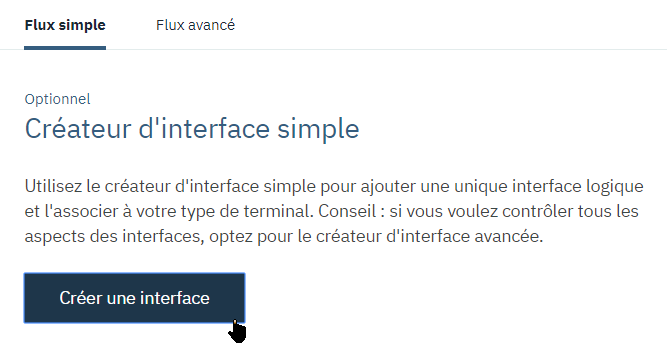 Flux simple Flux avancé
Optionnel
Créateur d'interface simple
Utilisez le créateur d'interface simple pour ajouter une unique interface logique
et l'associer à votre type de terminal. Conseil : si vous voulez contrôler tous les
aspects des interfaces, optez pour le créateur d'interface avancée.
Créer une interface